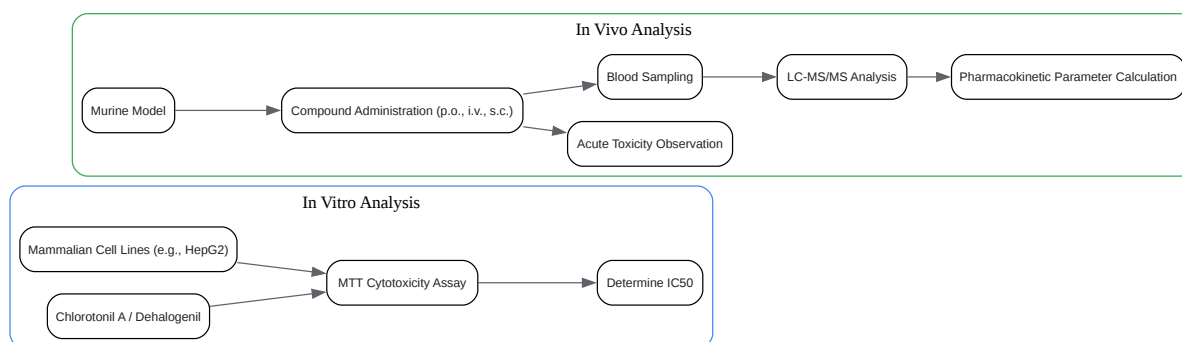 In Vivo Analysis
Murine Model
Compound Administration (p.o., i.v., s.c.)
Blood Sampling
LC-MS/MS Analysis
Pharmacokinetic Parameter Calculation
Acute Toxicity Observation
In Vitro Analysis
Mammalian Cell Lines (e.g., HepG2)
Chlorotonil A / Dehalogenil
MTT Cytotoxicity Assay
Determine IC50